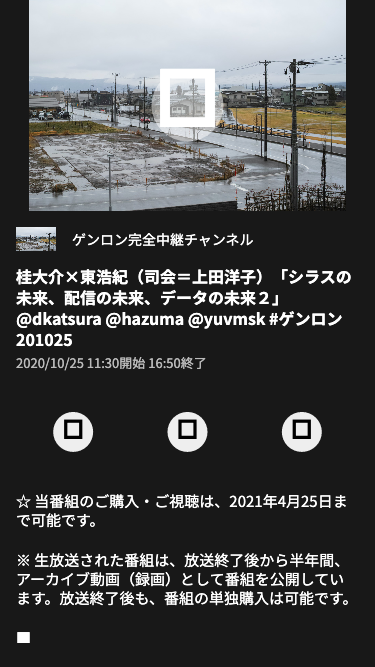 ゲンロン完全中継チャンネル
桂大介×東浩紀（司会＝上田洋子）「シラスの
未来、配信の未来、データの未来２」
@dkatsura @hazuma @yuvmsk #ゲンロン
201025
2020/10/25 11:30開始 16:50終了
☆ 当番組のご購入・ご視聴は、2021年4月25日ま
で可能です。
※ 生放送された番組は、放送終了後から半年間、
アーカイブ動画（録画）として番組を公開してい
ます。放送終了後も、番組の単独購入は可能です。